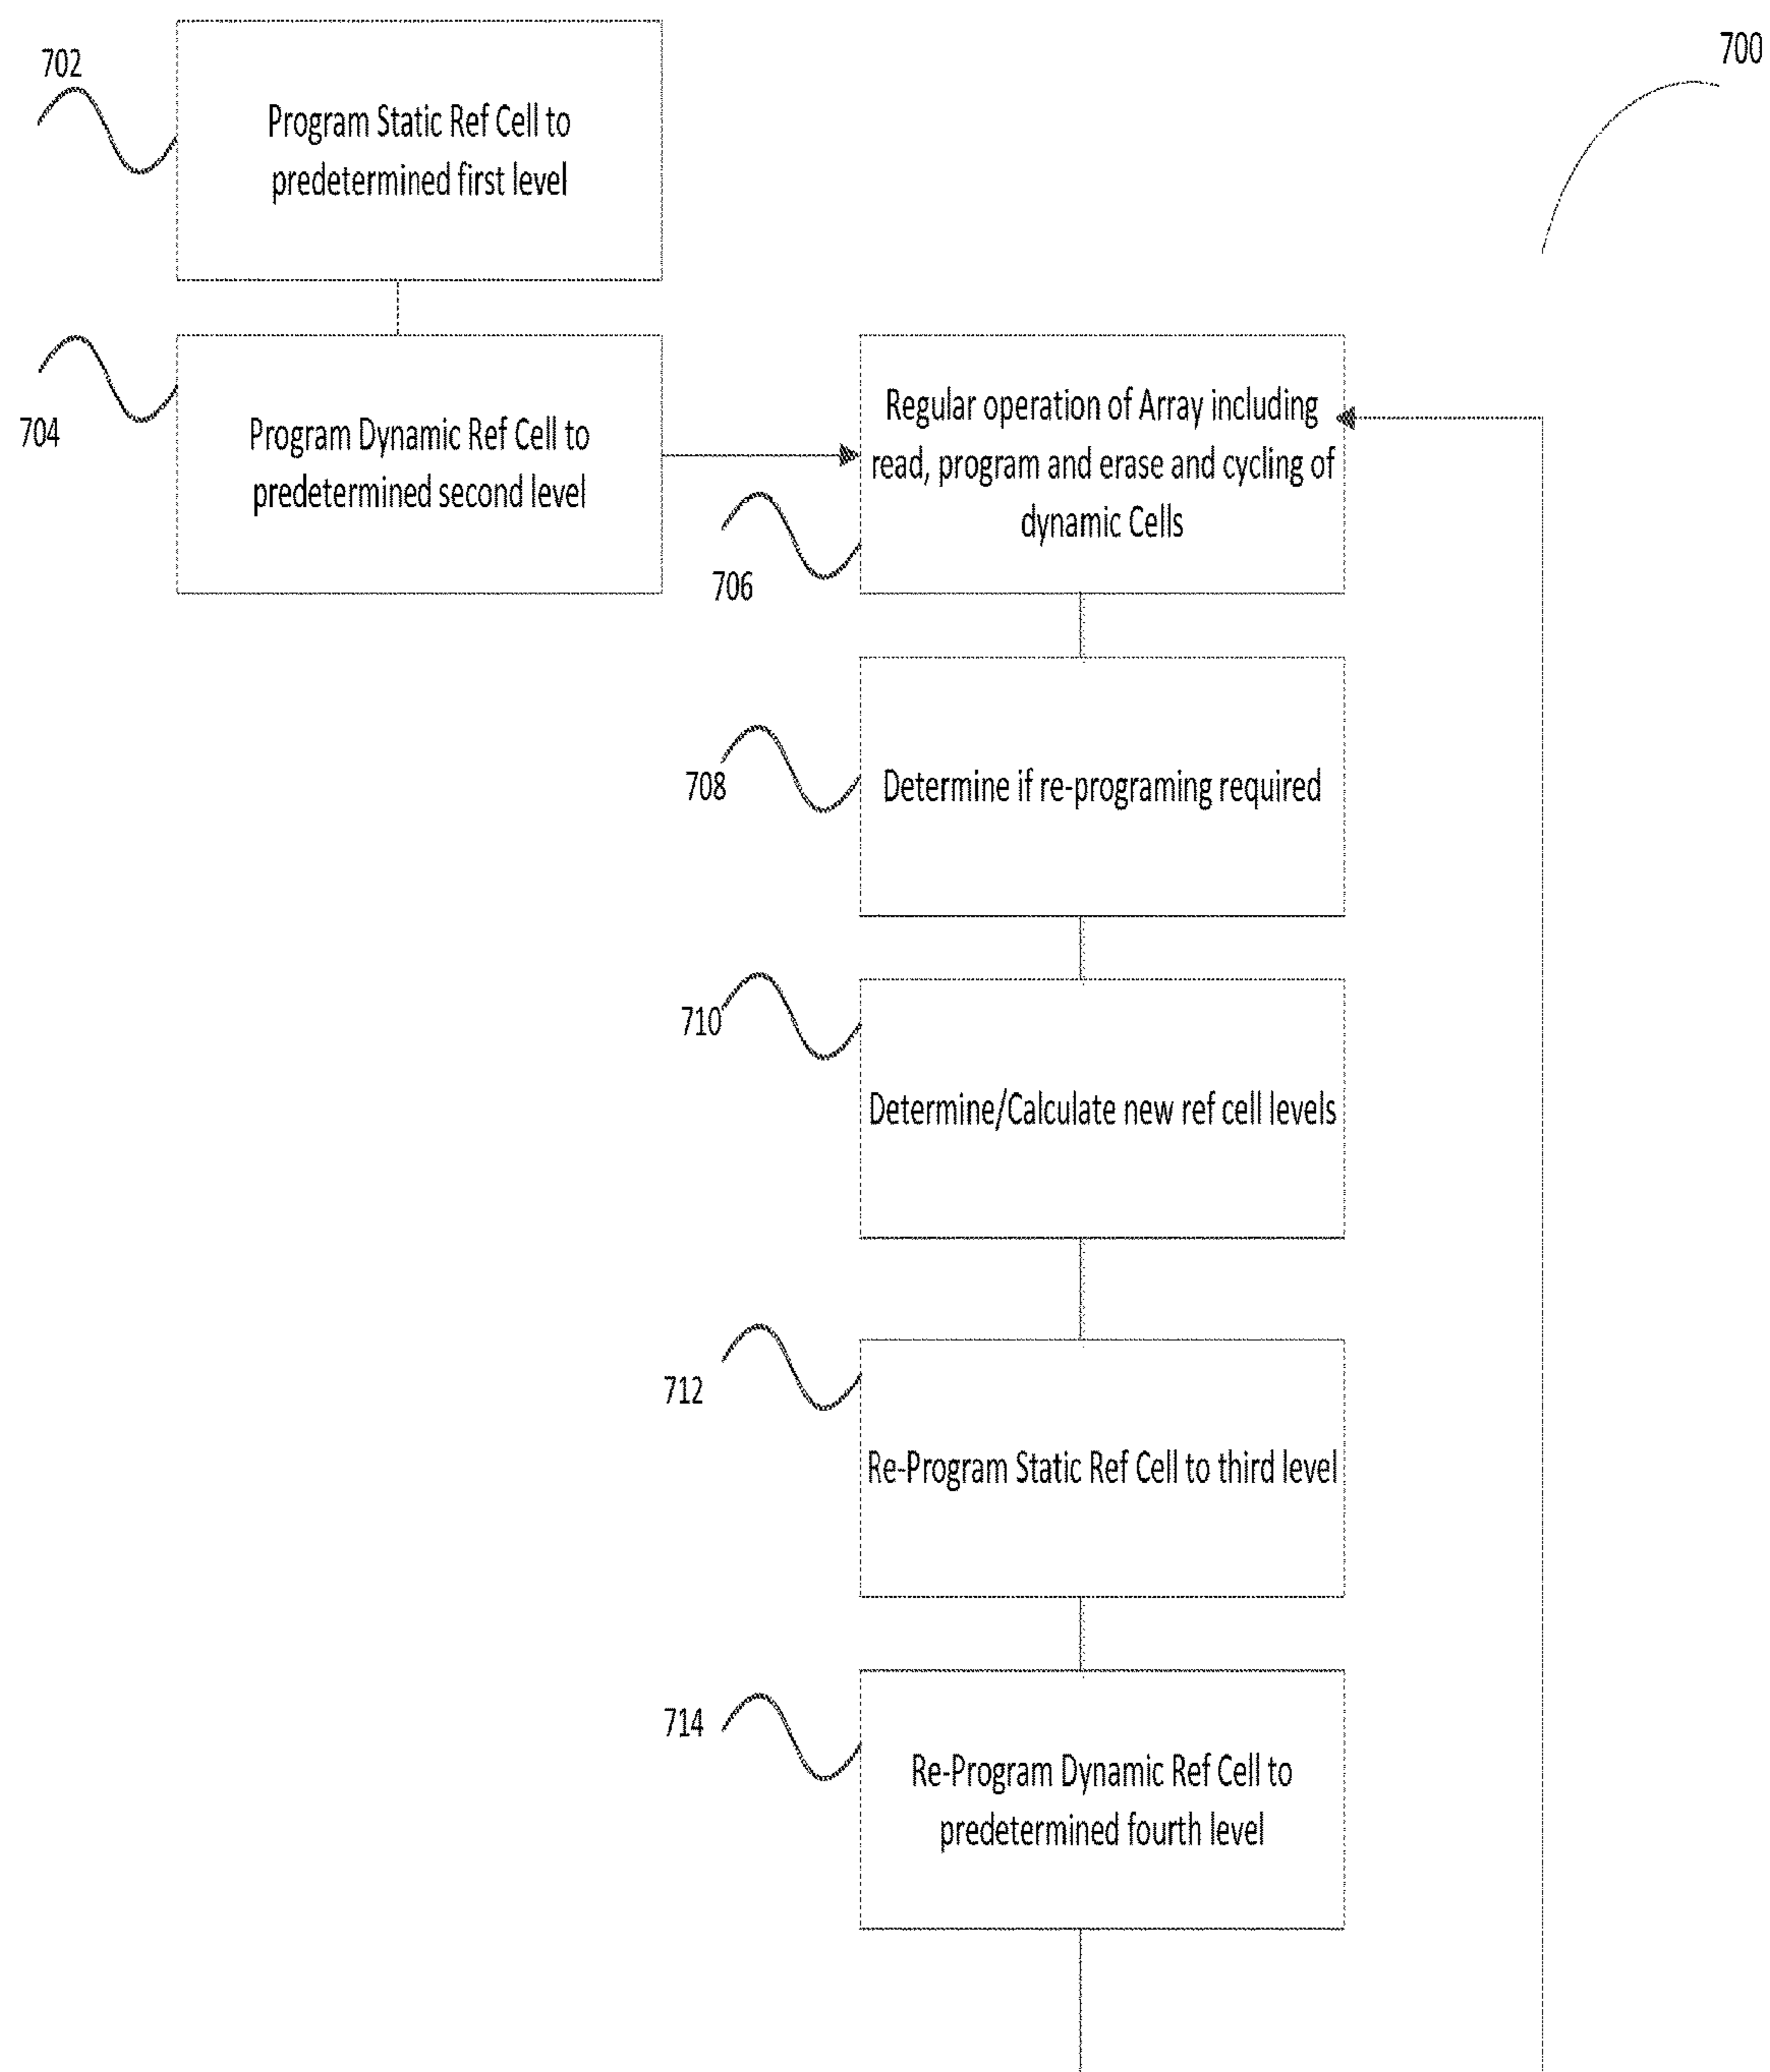 702
700
Program Static Ref Cell to
predetermined first level
704
Program Dynamic Ref Cell to
predetermined second level
Regular operation of Array including
read, program and erase and cycling of
dynamic Cells
706
708
Determine if re-programing required
710
Determine/Calculate new ref cell levels
712
Re-Program Static Ref Cell to third level
714
Re-Program Dynamic Ref Cell to
predetermined fourth level